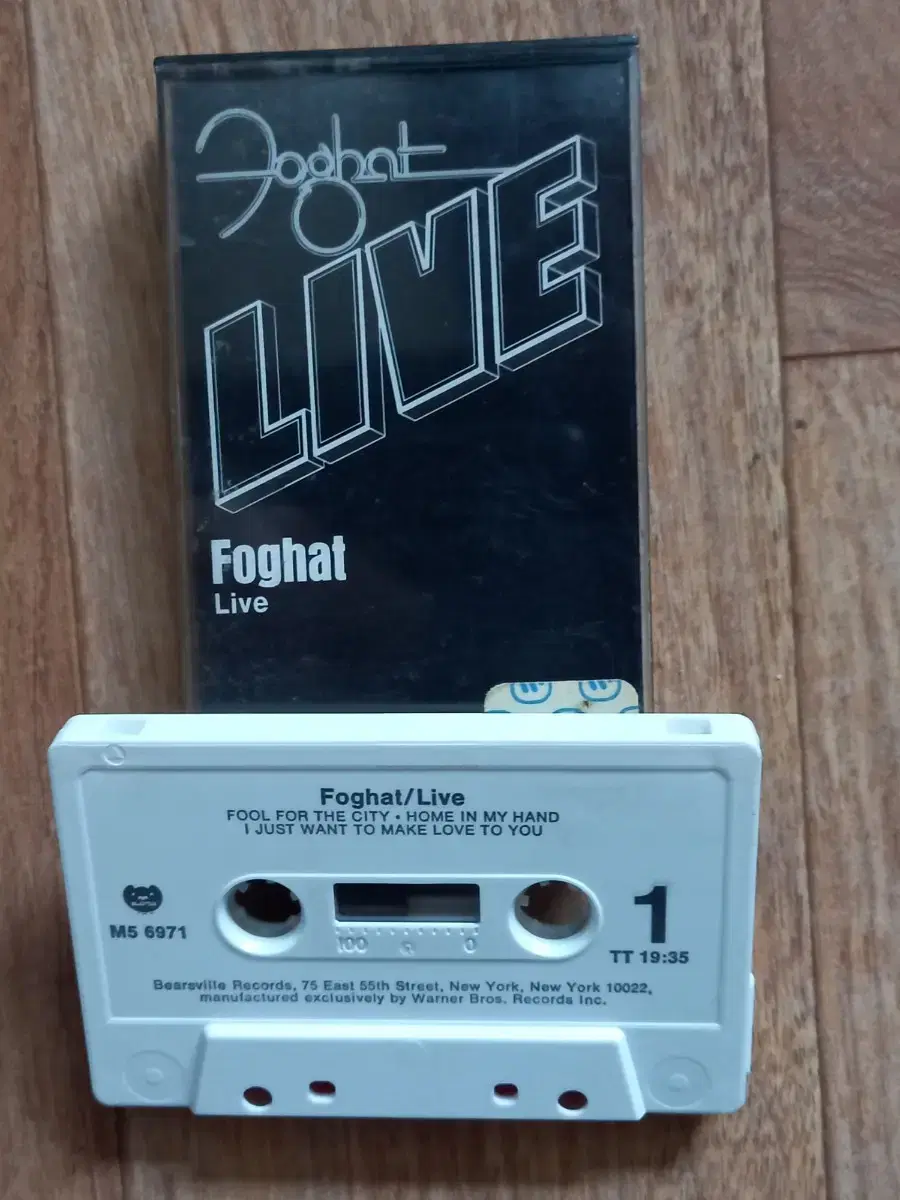 Foghat
LIVE
Foghat
Live
Foghat/Live
FOOL FOR THE CITY • HOME IN MY HAND
I JUST WANT TO MAKE LOVE TO YOU
M5 6971
1
TT 19:35
100 0
Bearsville Records, 75 East 55th Street, New York, New York 10022,
manufactured exclusively by Warner Bros. Records Inc.